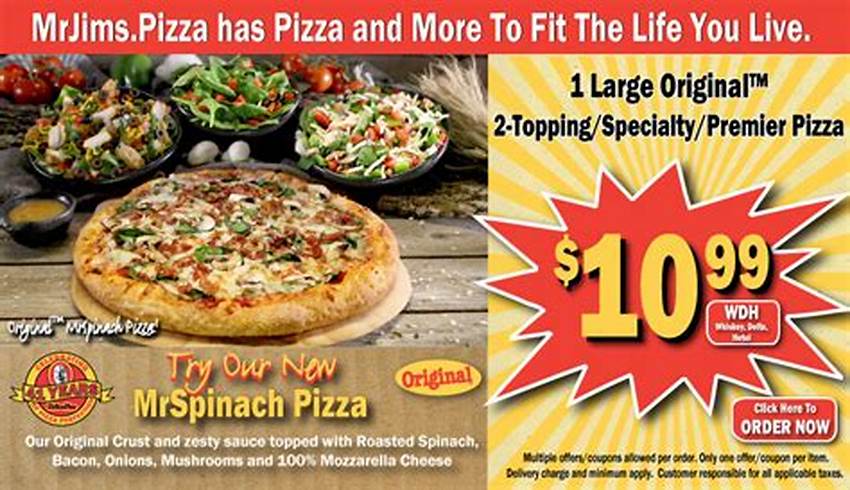 MrJims.Pizza has Pizza and More To Fit The Life You Live.
Original™ MrSpinach Pizza!
CELEBRATING
YEARS
Try Our New
MrSpinach Pizza
Original
Our Original Crust and zesty sauce topped with Roasted Spinach,
Bacon, Onions, Mushrooms and 100% Mozzarella Cheese
1 Large Original™
2-Topping/Specialty/Premier Pizza
$10.99
WDH
Click Here To
ORDER NOW
Multiple offers/coupons allowed per order. Only one offer/coupon per item.
Delivery charge and minimum apply. Customer responsible for all applicable taxes.